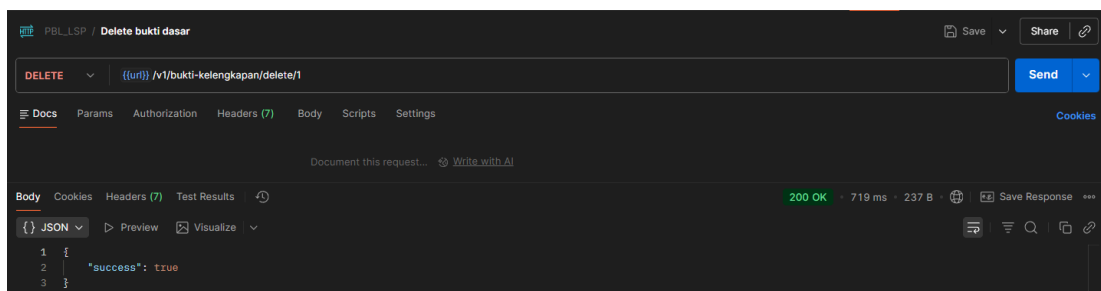 HTTP PBL_LSP / Delete bukti dasar Save Share
DELETE {{url}} /v1/bukti-kelengkapan/delete/1 Send
Docs Params Authorization Headers (7) Body Scripts Settings Cookies
Document this request... Write with AI
Body Cookies Headers (7) Test Results 200 OK • 719 ms • 237 B Save Response
{} JSON Preview Visualize
1 {
2 "success": true
3 }